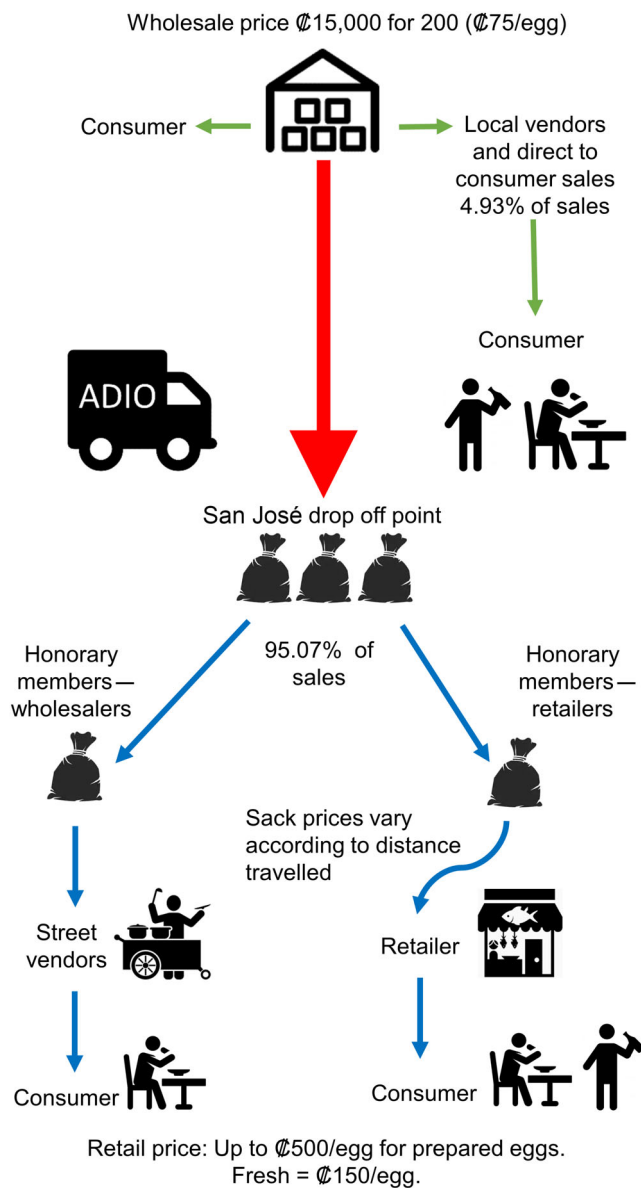 Wholesale price ₡15,000 for 200 (₡75/egg)
Consumer
Local vendors
and direct to
consumer sales
4.93% of sales
Consumer
ADIO
San José drop off point
95.07% of
sales
Honorary
members—
wholesalers
Honorary
members—
retailers
Sack prices vary
according to distance
travelled
Street
vendors
Retailer
Consumer
Consumer
Retail price: Up to ₡500/egg for prepared eggs.
Fresh = ₡150/egg.